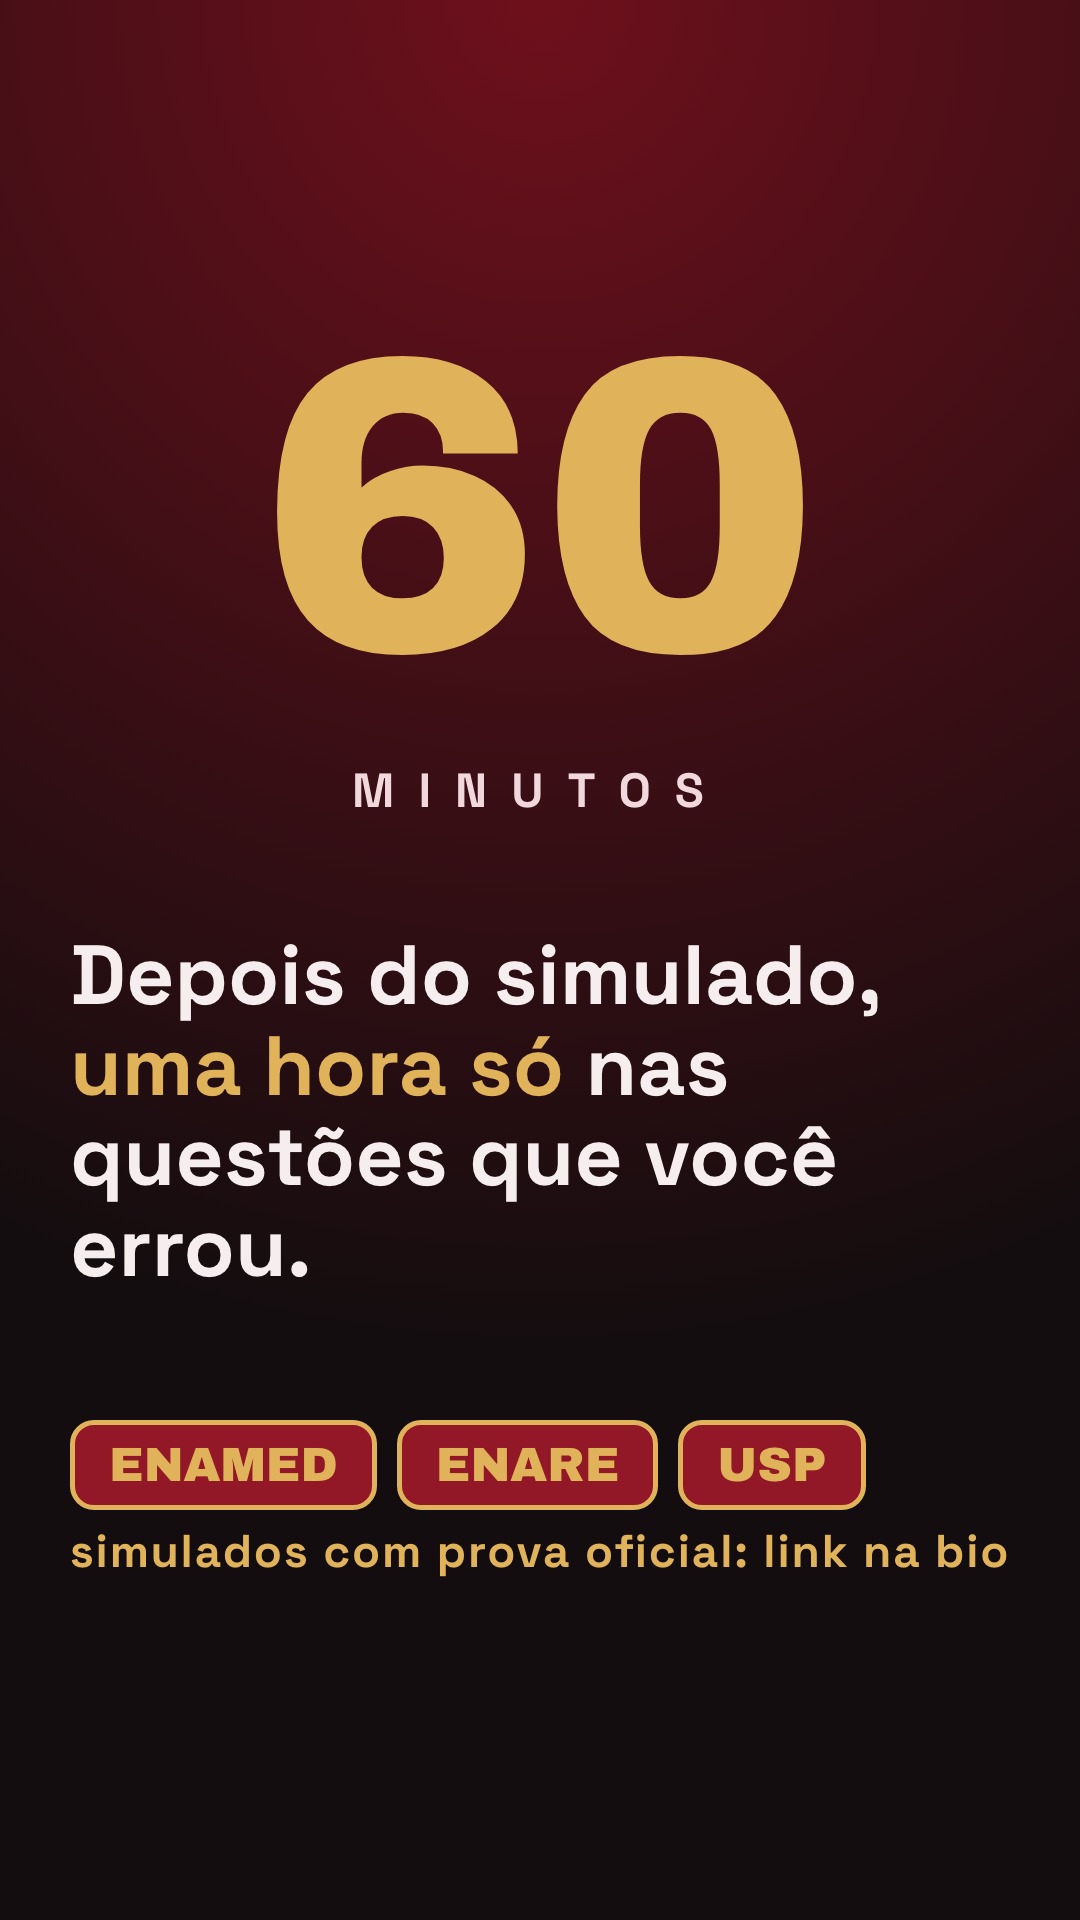 60
MINUTOS
Depois do simulado,
uma hora só nas
questões que você
errou.
ENAMED ENARE USP
simulados com prova oficial: link na bio